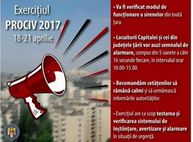 Exercițiul
PROCIV 2017
18-21 aprilie
• Va fi verificat modul de
funcționare a sirenelor din toată
țara.
• Locuitorii Capitalei și cei din
județele țării vor auzi semnalul de
alarmare, compus din 5 sunete a câte
16 secunde fiecare, în intervalul orar
10.00-15.00.
• Recomandăm cetățenilor să
rămână calmi și să urmărească
informările autorităților.
• Exercițiul are ca scop testarea și
verificarea sistemului de
înștiințare, avertizare și alarmare
în situații de urgență.